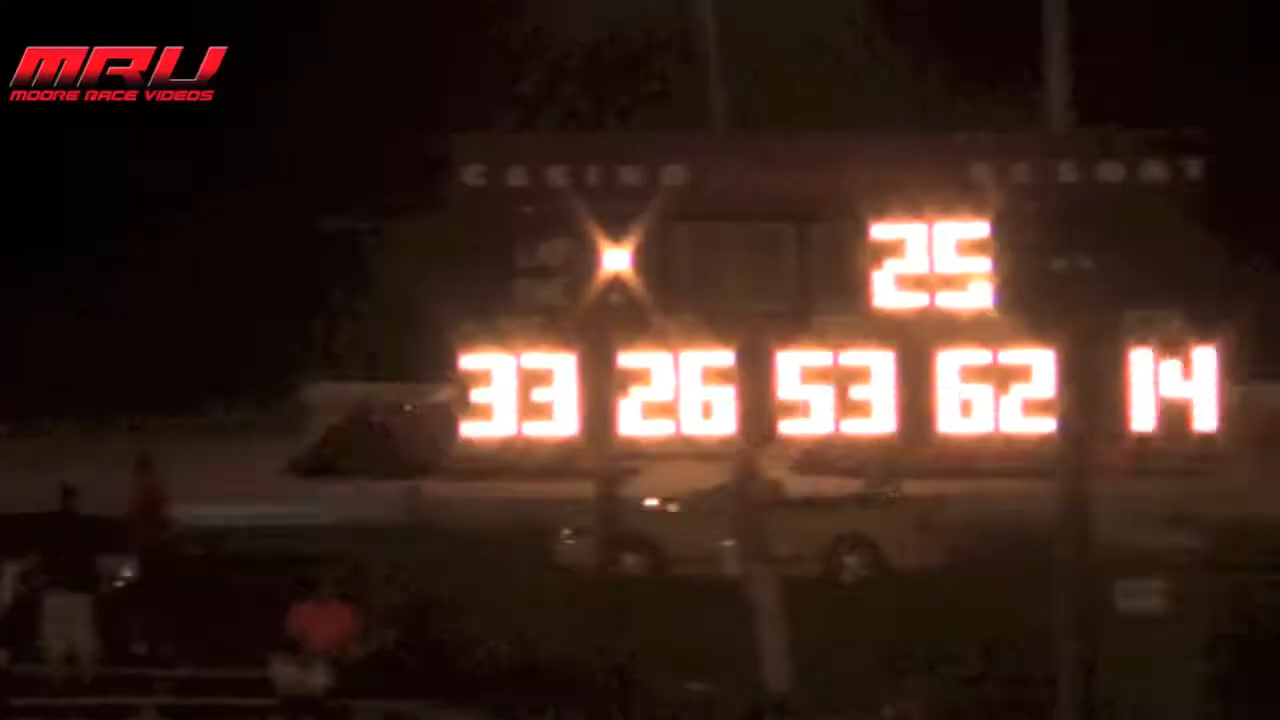 MRV
MOORE RACE VIDEOS
CASINO RESORT
25
33 26 53 62 14